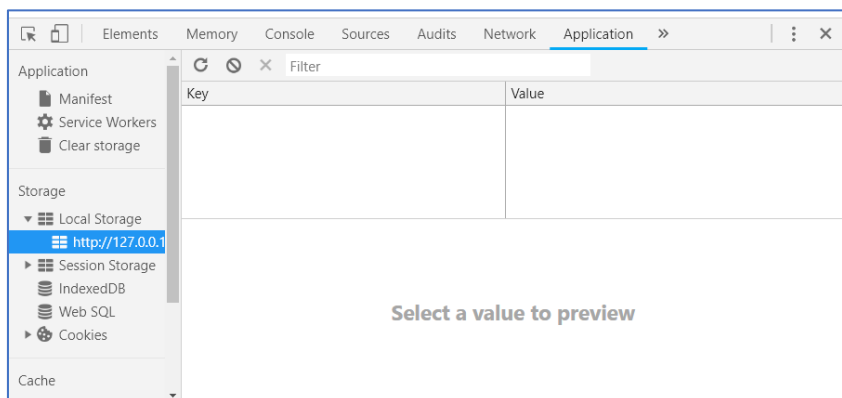 Elements Memory Console Sources Audits Network Application »
Application
Filter
Manifest
Key Value
Service Workers
Clear storage
Storage
Local Storage
http://127.0.0.1
Session Storage
IndexedDB
Web SQL
Select a value to preview
Cookies
Cache